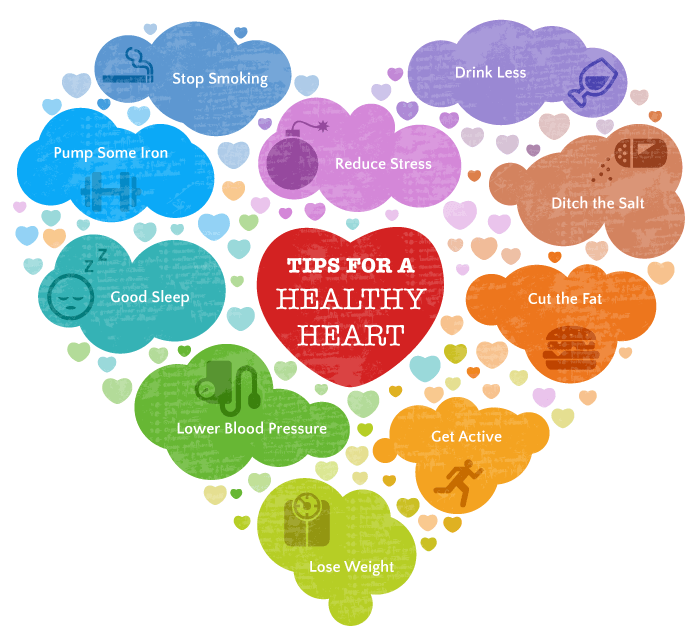 Stop Smoking
Drink Less
Pump Some Iron
Reduce Stress
Ditch the Salt
Z
Z
Good Sleep
TIPS FOR A
HEALTHY
HEART
Cut the Fat
Lower Blood Pressure
Get Active
Lose Weight